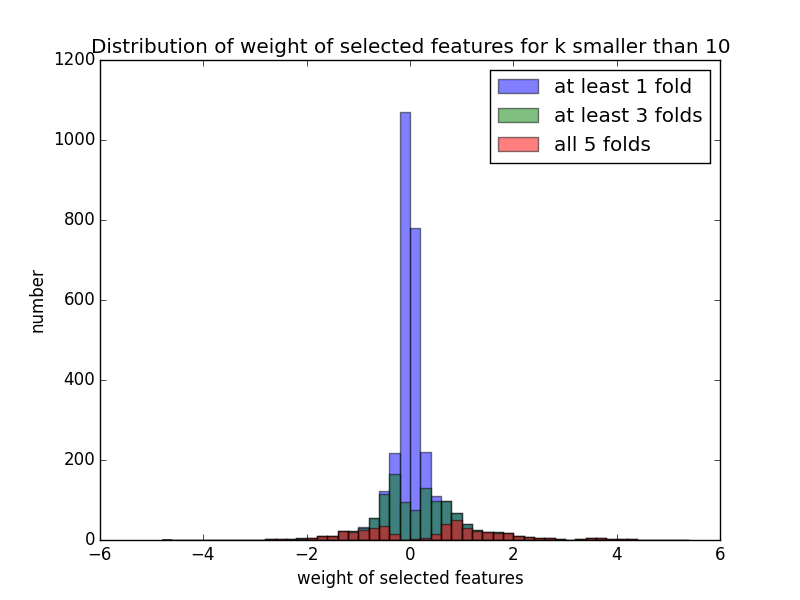 Distribution of weight of selected features for k smaller than 10
at least 1 fold
at least 3 folds
all 5 folds
1200
1000
800
600
400
200
0
number
−6
−4
−2
0
2
4
6
weight of selected features